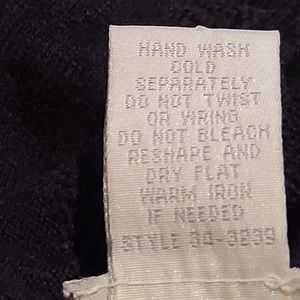 HAND WASH
COLD
SEPARATELY
DO NOT TWIST
OR WRING
DO NOT BLEACH
RESHAPE AND
DRY FLAT
WARM IRON
IF NEEDED
STYLE 34-3239